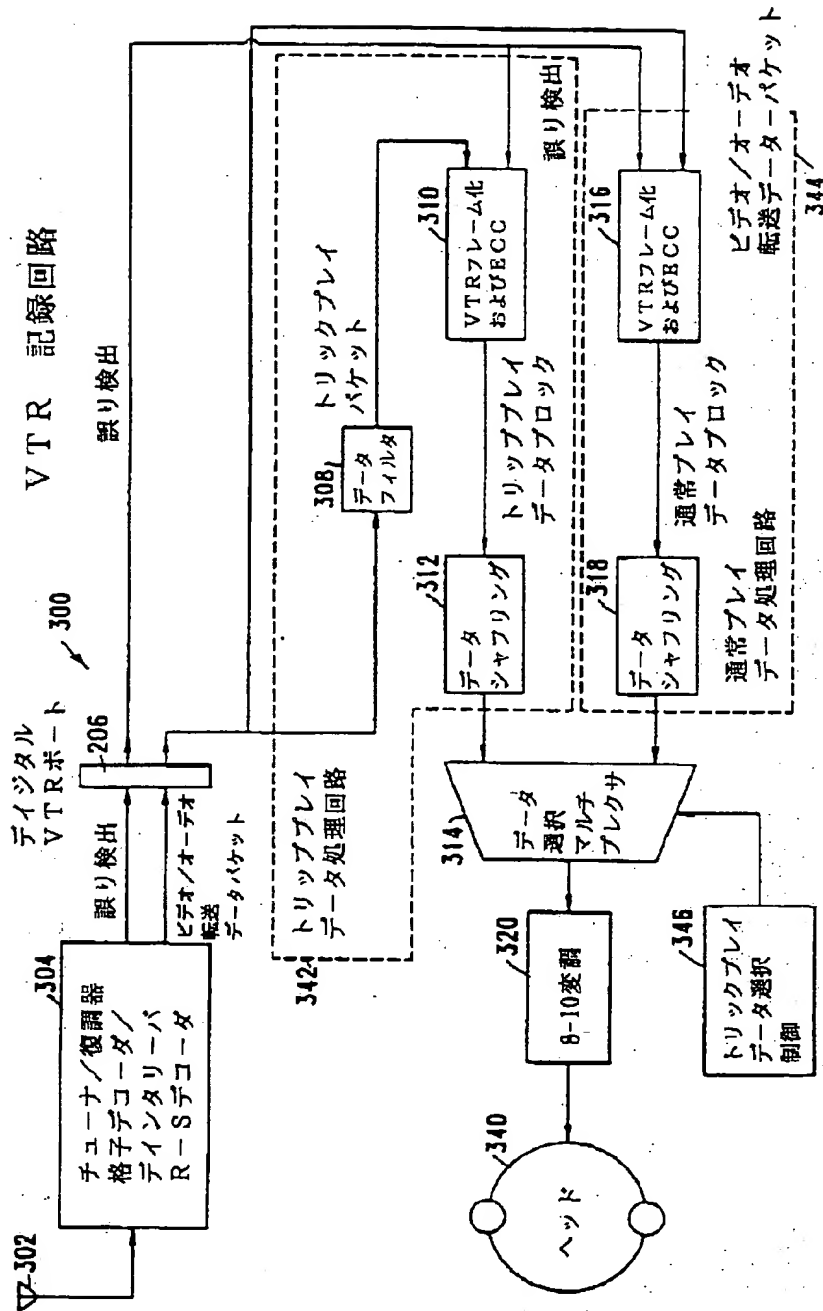 VTR 記録回路
300
302
304
チューナ/復調器
格子デコーダ/
ディンタリーバ
R-Sデコーダ
ディジタル
VTRポート
206
誤り検出
ビデオ/オーデオ
転送
データパケット
誤り検出
342
トリッププレイ
データ処理回路
308
データ
フィルタ
トリックプレイ
パケット
310
VTRフレーム化
およびECC
誤り検出
312
データ
シャフリング
トリッププレイ
データブロック
314
データ
選択
マルチ
プレクサ
316
VTRフレーム化
およびECC
318
データ
シャフリング
通常プレイ
データブロック
通常プレイ
データ処理回路
ビデオ/オーデオ
転送データーパケット
344
320
8-10変調
340
ヘッド
346
トリックプレイ
データ選択
制御